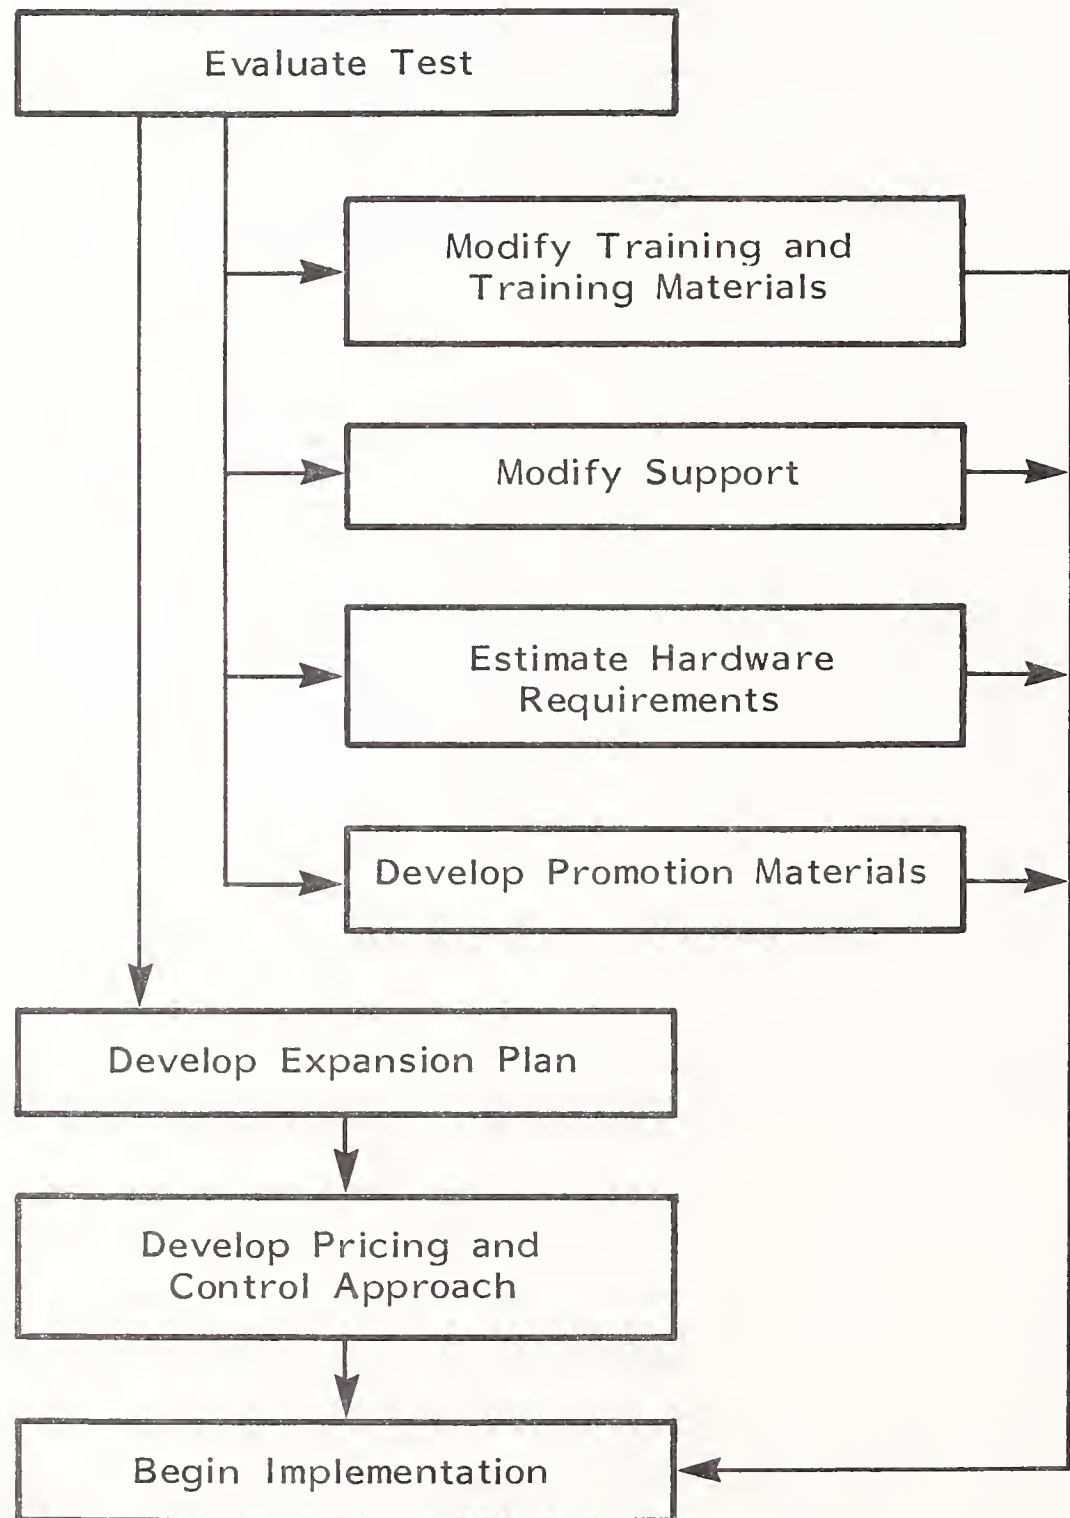 Evaluate Test
Modify Training and
Training Materials
Modify Support
Estimate Hardware
Requirements
Develop Promotion Materials
Develop Expansion Plan
Develop Pricing and
Control Approach
Begin Implementation